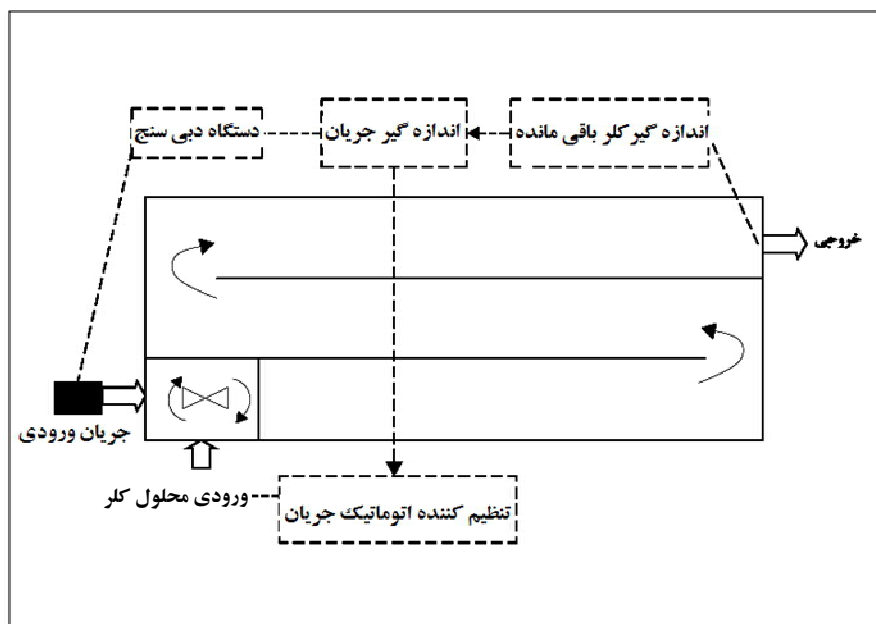 اندازه گیر کلر باقی مانده
اندازه گیر جریان
دستگاه دبی سنج
خروجی
جریان ورودی
ورودی محلول کلر
تنظیم کننده اتوماتیک جریان